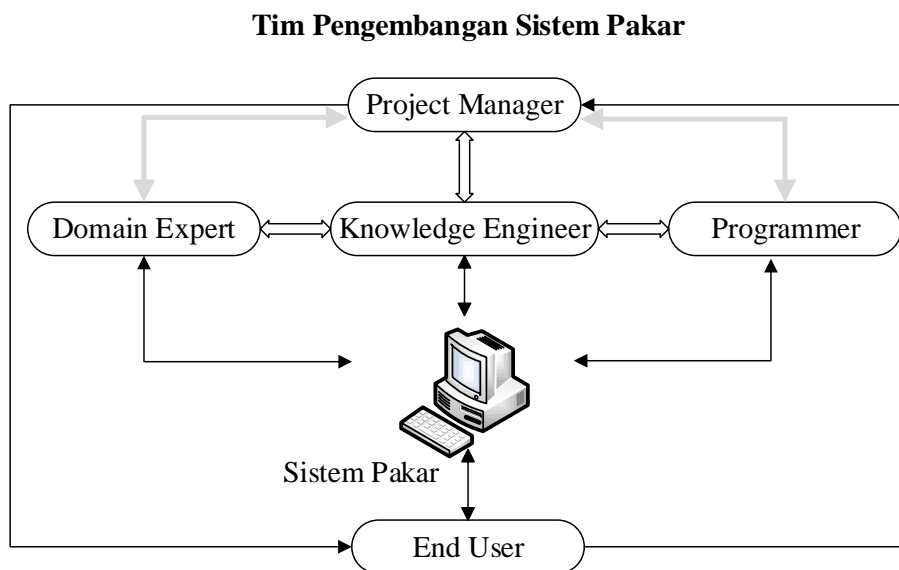 Tim Pengembangan Sistem Pakar
Project Manager
Domain Expert
Knowledge Engineer
Programmer
Sistem Pakar
End User